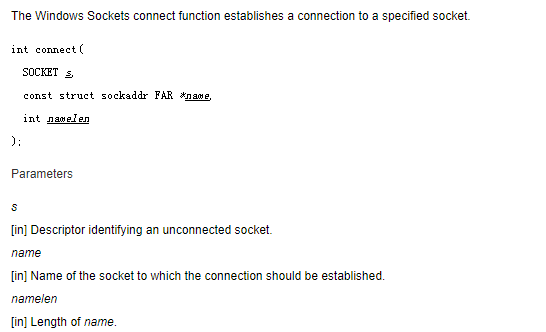 The Windows Sockets connect function establishes a connection to a specified socket.
int connect(
SOCKET s,
const struct sockaddr FAR *name,
int namelen
);
Parameters
s
[in] Descriptor identifying an unconnected socket.
name
[in] Name of the socket to which the connection should be established.
namelen
[in] Length of name.